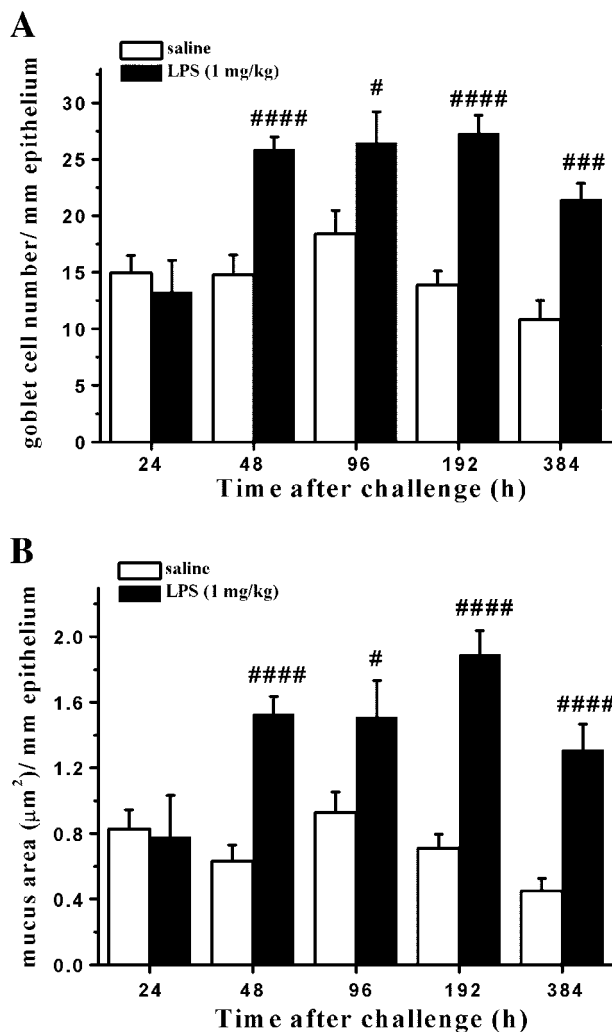 A
saline
LPS (1 mg/kg)
goblet cell number/ mm epithelium
30
25
20
15
10
5
0
####
#
####
###
24 48 96 192 384
Time after challenge (h)
B
saline
LPS (1 mg/kg)
mucus area (μm²)/ mm epithelium
2.0
1.6
1.2
0.8
0.4
0.0
####
#
####
####
24 48 96 192 384
Time after challenge (h)